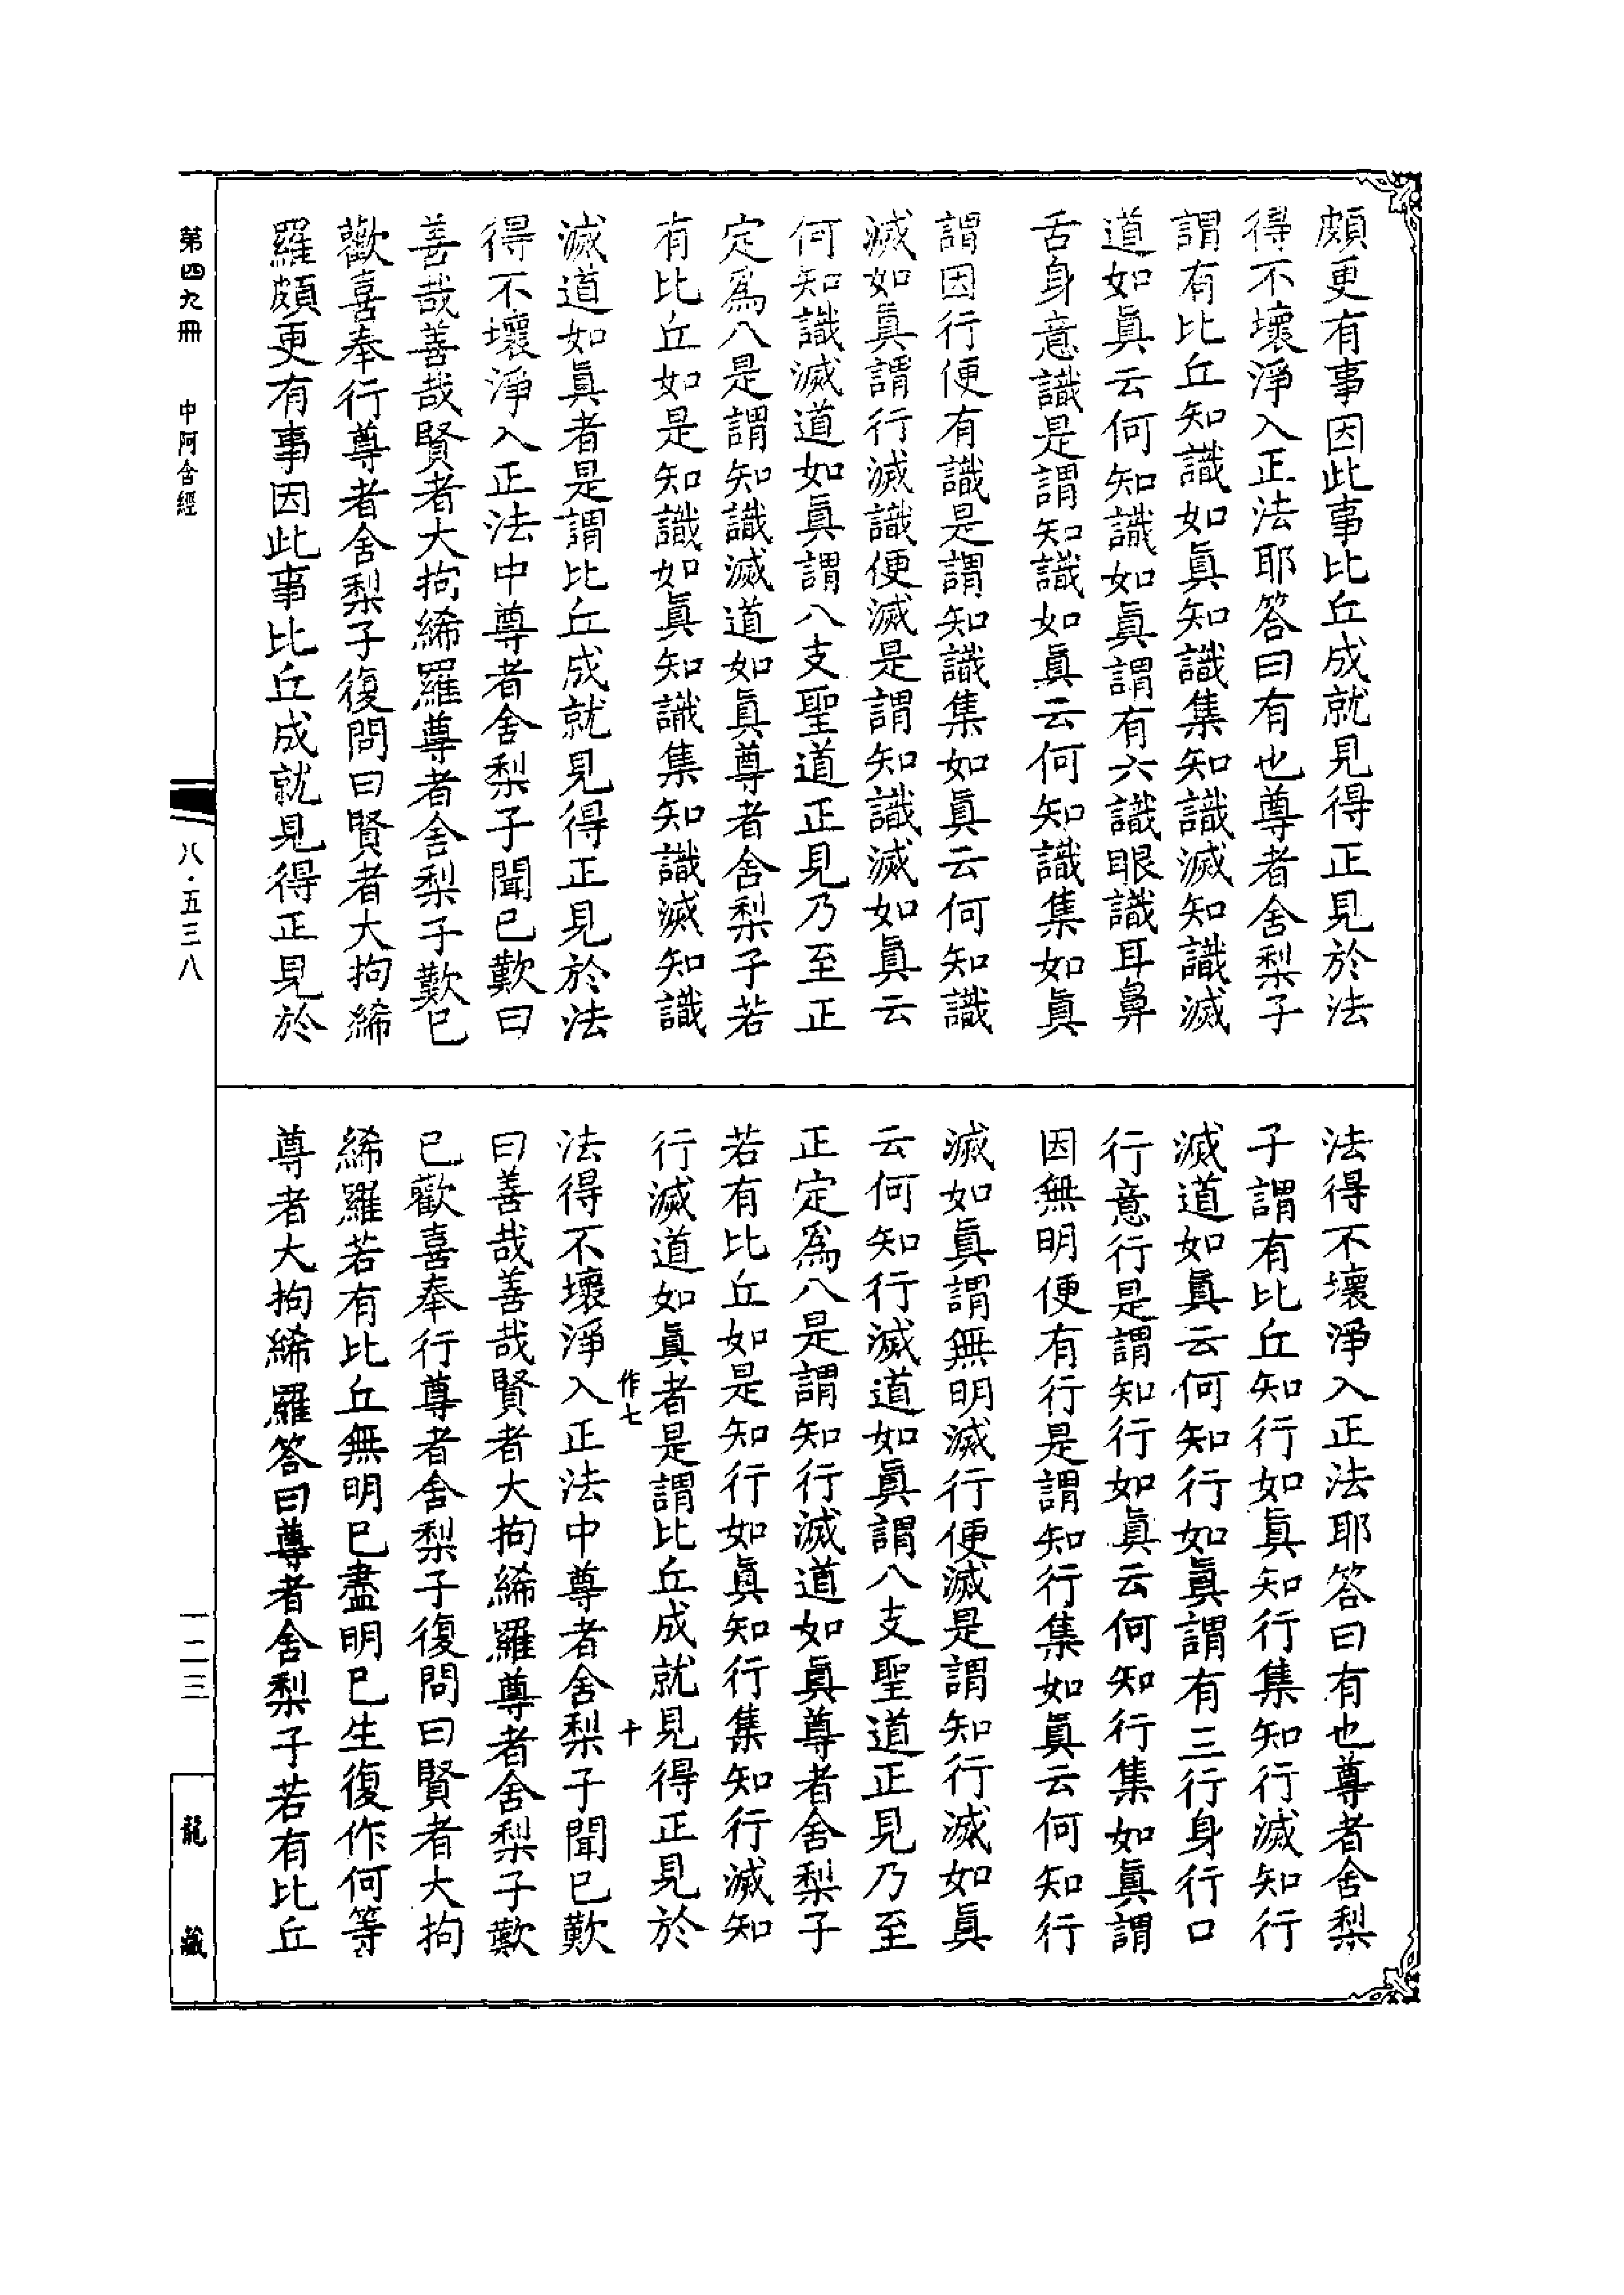 頗更有事因此事比丘成就見得正見於法
得不壞淨入正法耶答曰有也尊者舍梨子
謂有比丘知識如眞知識集知識滅知識滅
道如眞云何知識如眞謂有六識眼識耳鼻
舌身意識是謂知識如眞云何知識集如眞
謂因行便有識是謂知識集如眞云何知識
滅如眞謂行滅識便滅是謂知識滅如眞云
何知識滅道如眞謂八支聖道正見乃至正
定爲八是謂知識滅道如眞尊者舍梨子若
有比丘如是知識如眞知識集知識滅知識
滅道如眞者是謂比丘成就見得正見於法
得不壞淨入正法中尊者舍梨子聞已歎曰
善哉善哉賢者大拘絺羅尊者舍梨子歎已
歡喜奉行尊者舍梨子復問曰賢者大拘絺
羅頗更有事因此事比丘成就見得正見於
法得不壞淨入正法耶答曰有也尊者舍梨
子謂有比丘知行如眞知行集知行滅知行
滅道如眞云何知行如眞謂有三行身行口
行意行是謂知行如眞云何知行集如眞謂
因無明便有行是謂知行集如眞云何知行
滅如眞謂無明滅行便滅是謂知行滅如眞
云何知行滅道如眞謂八支聖道正見乃至
正定爲八是謂知行滅道如眞尊者舍梨子
若有比丘如是知行如眞知行集知行滅知
行滅道如眞者是謂比丘成就見得正見於
作七 十
法得不壞淨入正法中尊者舍梨子聞已歎
曰善哉善哉賢者大拘絺羅尊者舍梨子歎
已歡喜奉行尊者舍梨子復問曰賢者大拘
絺羅若有比丘無明已盡明已生復作何等
尊者大拘絺羅答曰尊者舍梨子若有比丘
第四九冊 中阿含經
八·五三八
一二三
龍藏